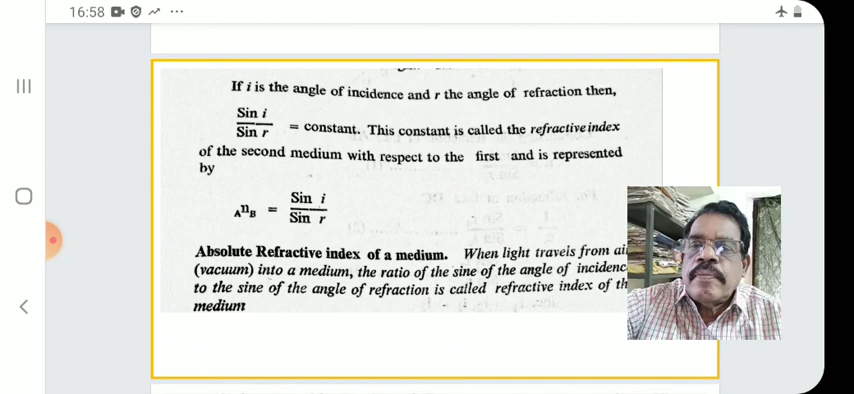 16:58
If i is the angle of incidence and r the angle of refraction then,
Sin i
Sin r
= constant. This constant is called the refractive index
of the second medium with respect to the first and is represented
by
AnB = Sin i
Sin r
Absolute Refractive index of a medium. When light travels from
(vacuum) into a medium, the ratio of the sine of the angle of
to the sine of the angle of refraction is called refractive index of
medium